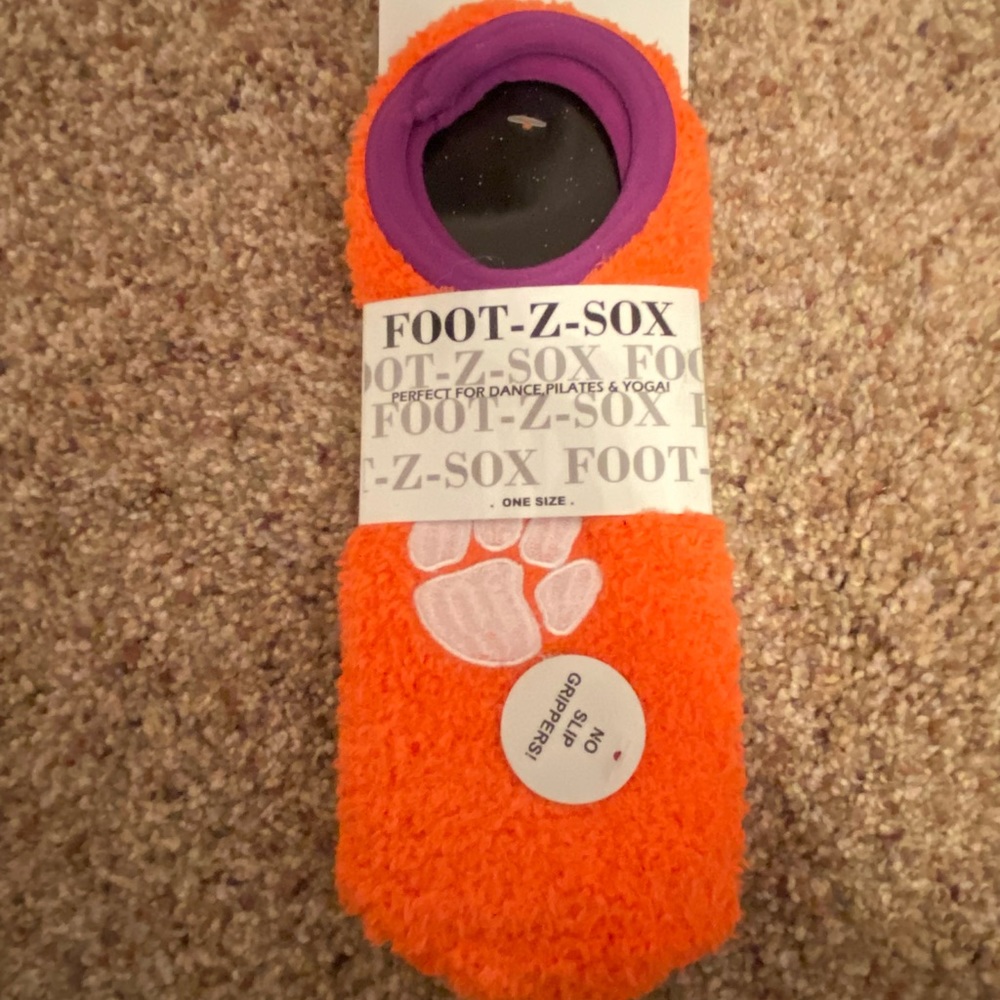 FOOT-Z-SOX
OOT-Z-SOX FOO
PERFECT FOR DANCE,PILATES & YOGA!
FOOT-Z-SOX F
T-Z-SOX FOOT-
. ONE SIZE .
NO
SLIP
GRIPPERS!